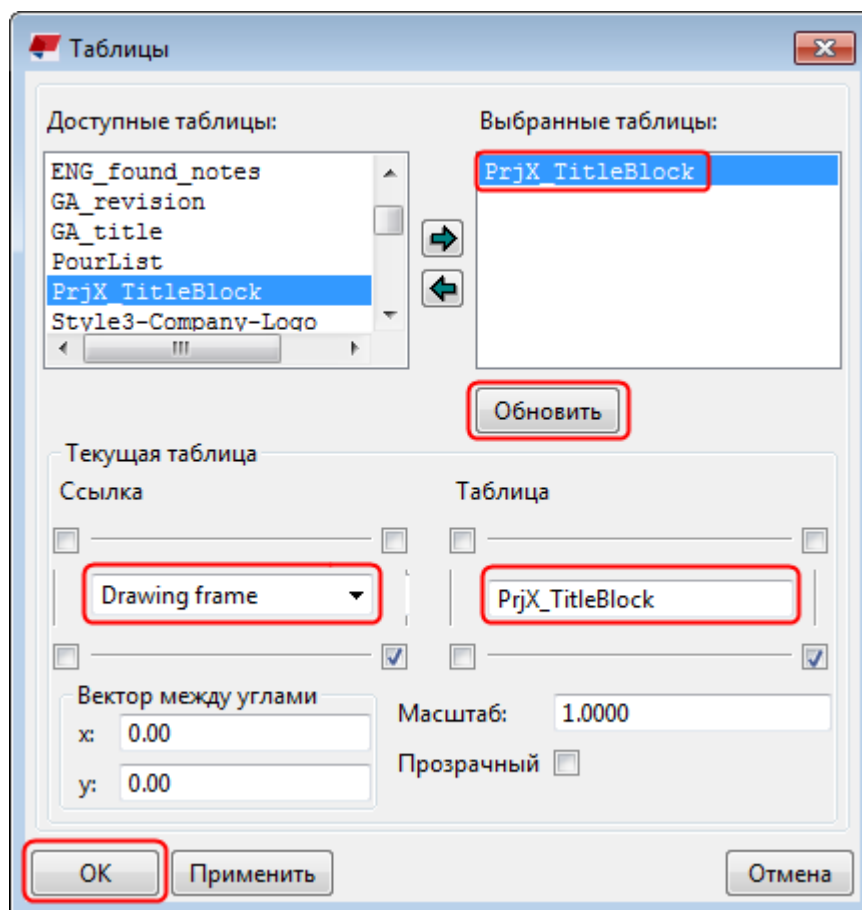 Таблицы
Доступные таблицы:
Выбранные таблицы:
ENG_found_notes
GA_revision
GA_title
PourList
PrjX_TitleBlock
Style3-Company-Logo
PrjX_TitleBlock
Обновить
Текущая таблица
Ссылка
Таблица
Drawing frame
PrjX_TitleBlock
Вектор между углами
x: 0.00
y: 0.00
Масштаб: 1.0000
Прозрачный
OK
Применить
Отмена